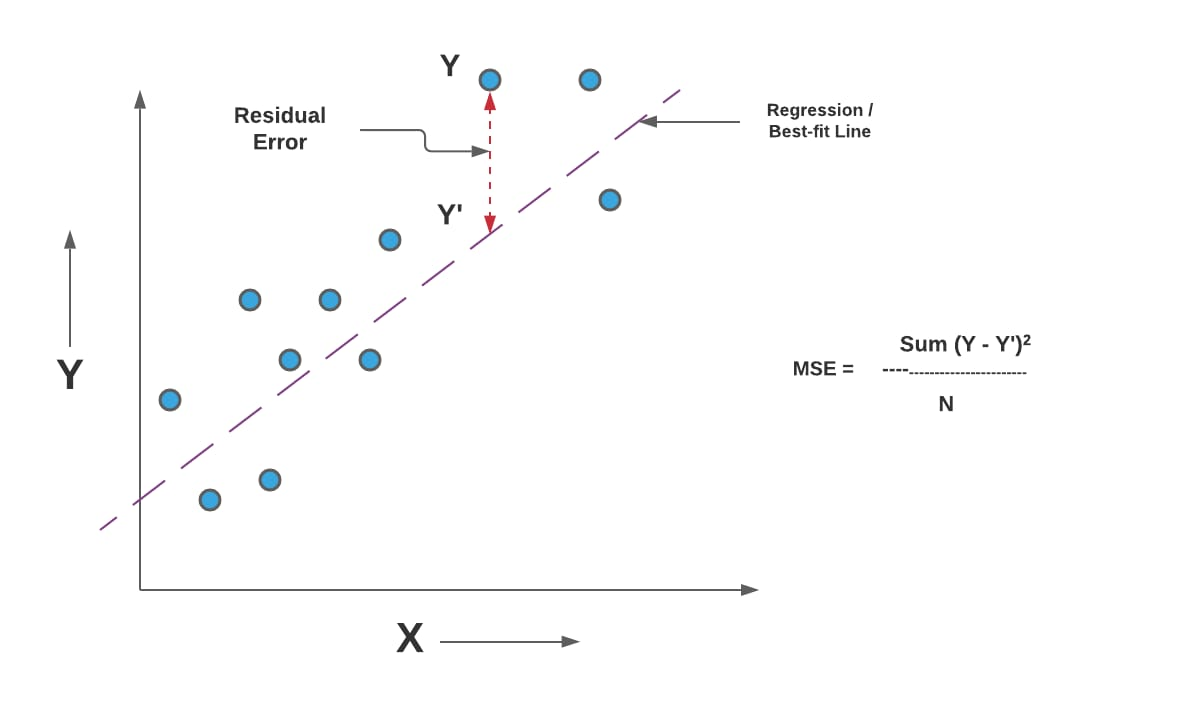 Y
Residual
Error
Regression /
Best-fit Line
Y'
Y
MSE =
Sum (Y - Y')²
--------------------------
N
X